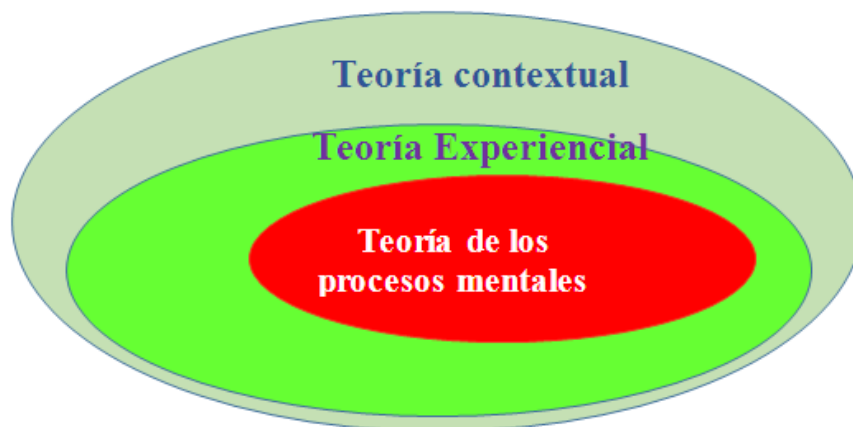 Teoría contextual
Teoría Experiencial
Teoría de los
procesos mentales